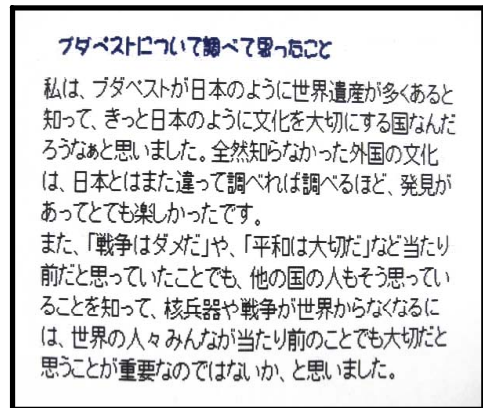 ブダペストについて調べて思ったこと
私は、ブダペストが日本のように世界遺産が多くあると
知って、きっと日本のように文化を大切にする国なんだ
ろうなぁと思いました。全然知らなかった外国の文化
は、日本とはまた違って調べれば調べるほど、発見が
あってとても楽しかったです。
また、「戦争はダメだ」や、「平和は大切だ」など当たり
前だと思っていたことでも、他の国の人もそう思ってい
ることを知って、核兵器や戦争が世界からなくなるに
は、世界の人々みんなが当たり前のことでも大切だと
思うことが重要なのではないか、と思いました。